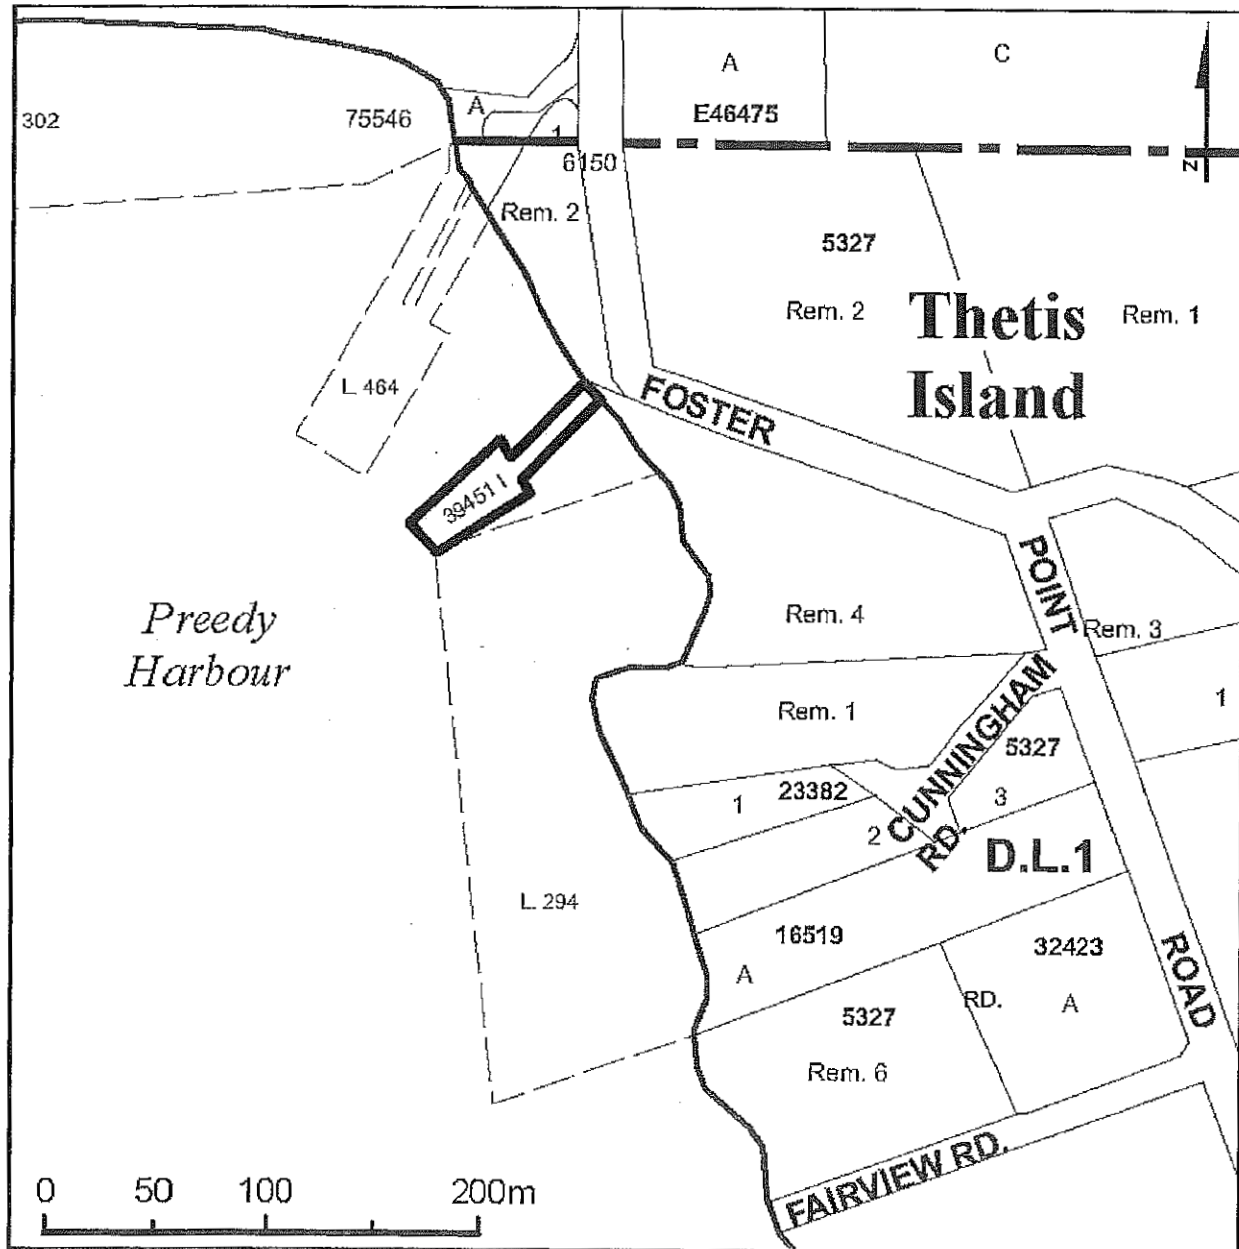 A
C
302
75546
A
E46475
1
6150
Z
Rem. 2
5327
Rem. 2
Thetis
Island
Rem. 1
L. 464
FOSTER
39451 I
POINT
Preedy
Harbour
Rem. 4
Rem. 3
Rem. 1
CUNNINGHAM
RD.
1
5327
1
23382
3
2
D.L.1
L. 294
16519
32423
A
ROAD
RD.
A
5327
Rem. 6
FAIRVIEW RD.
0 50 100 200m